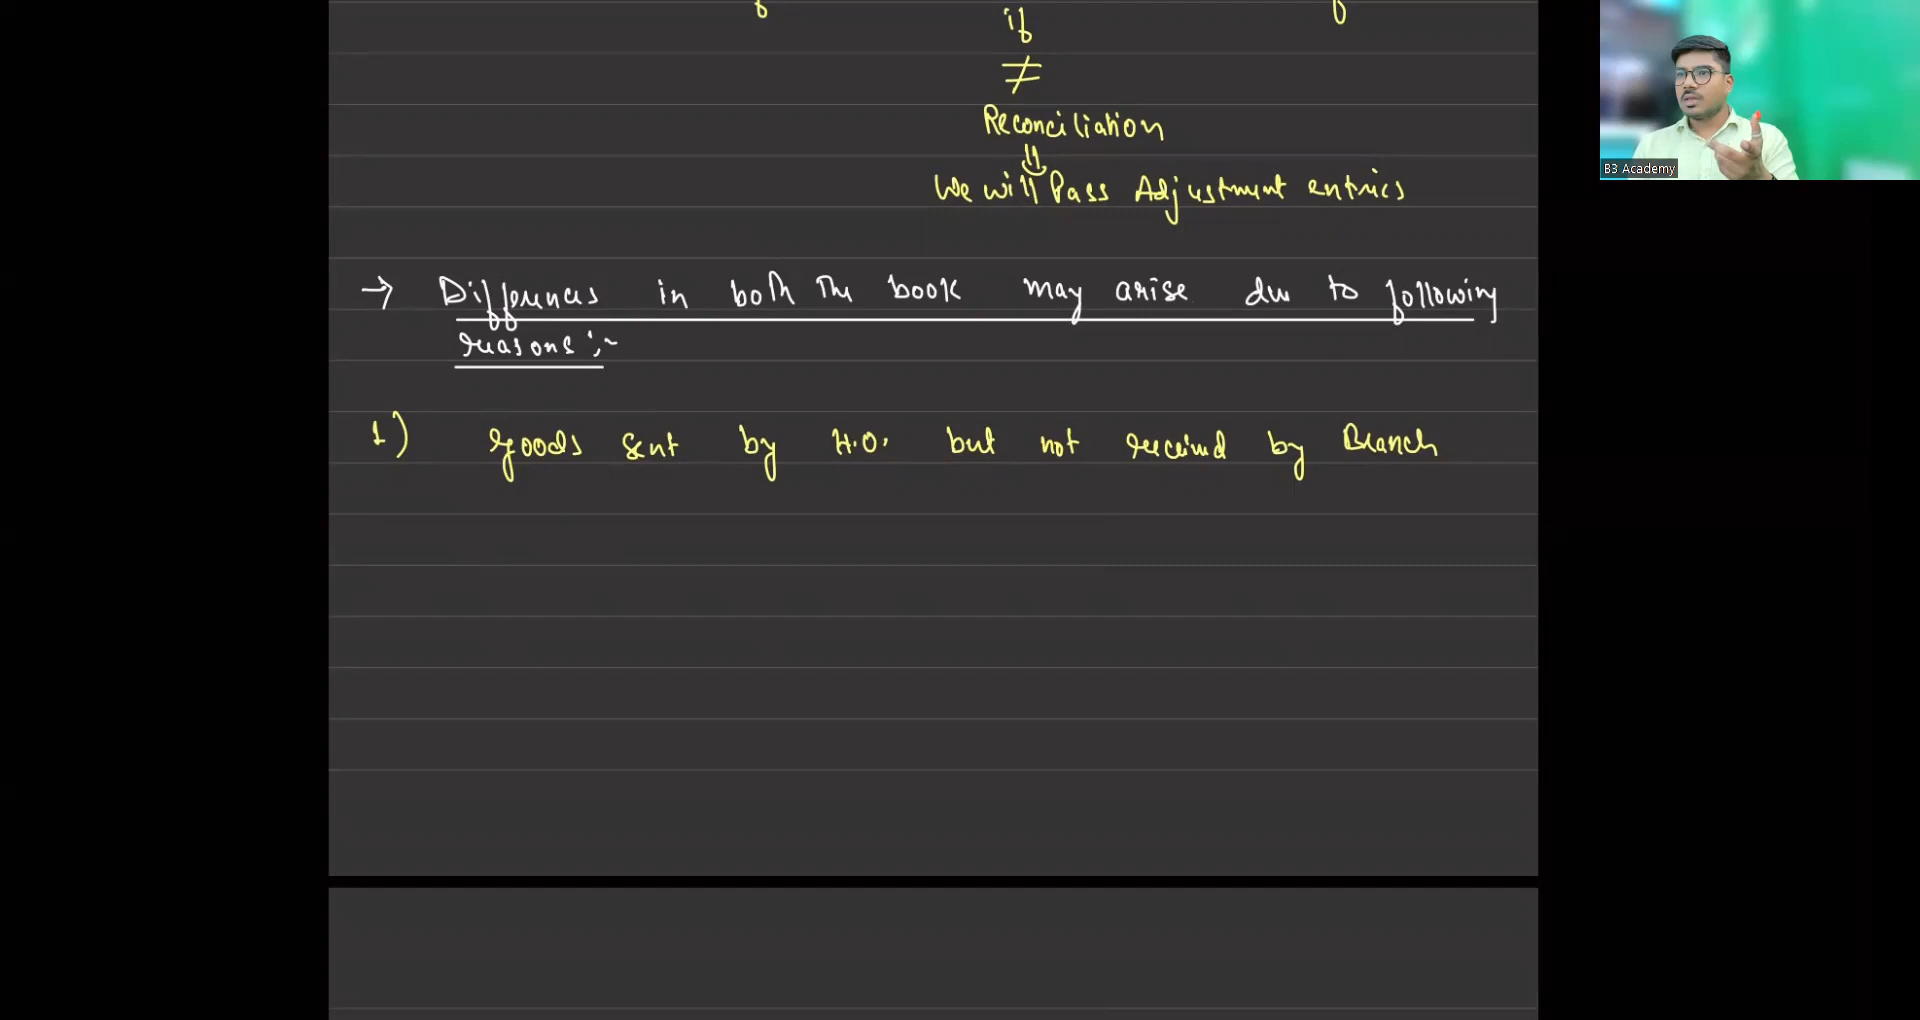 if
≠
B3 Academy
Reconciliation
We will Pass Adjustment entries
→ Differences in both the book may arise due to following
reasons :-
1) Goods sent by H.O. but not received by Branch